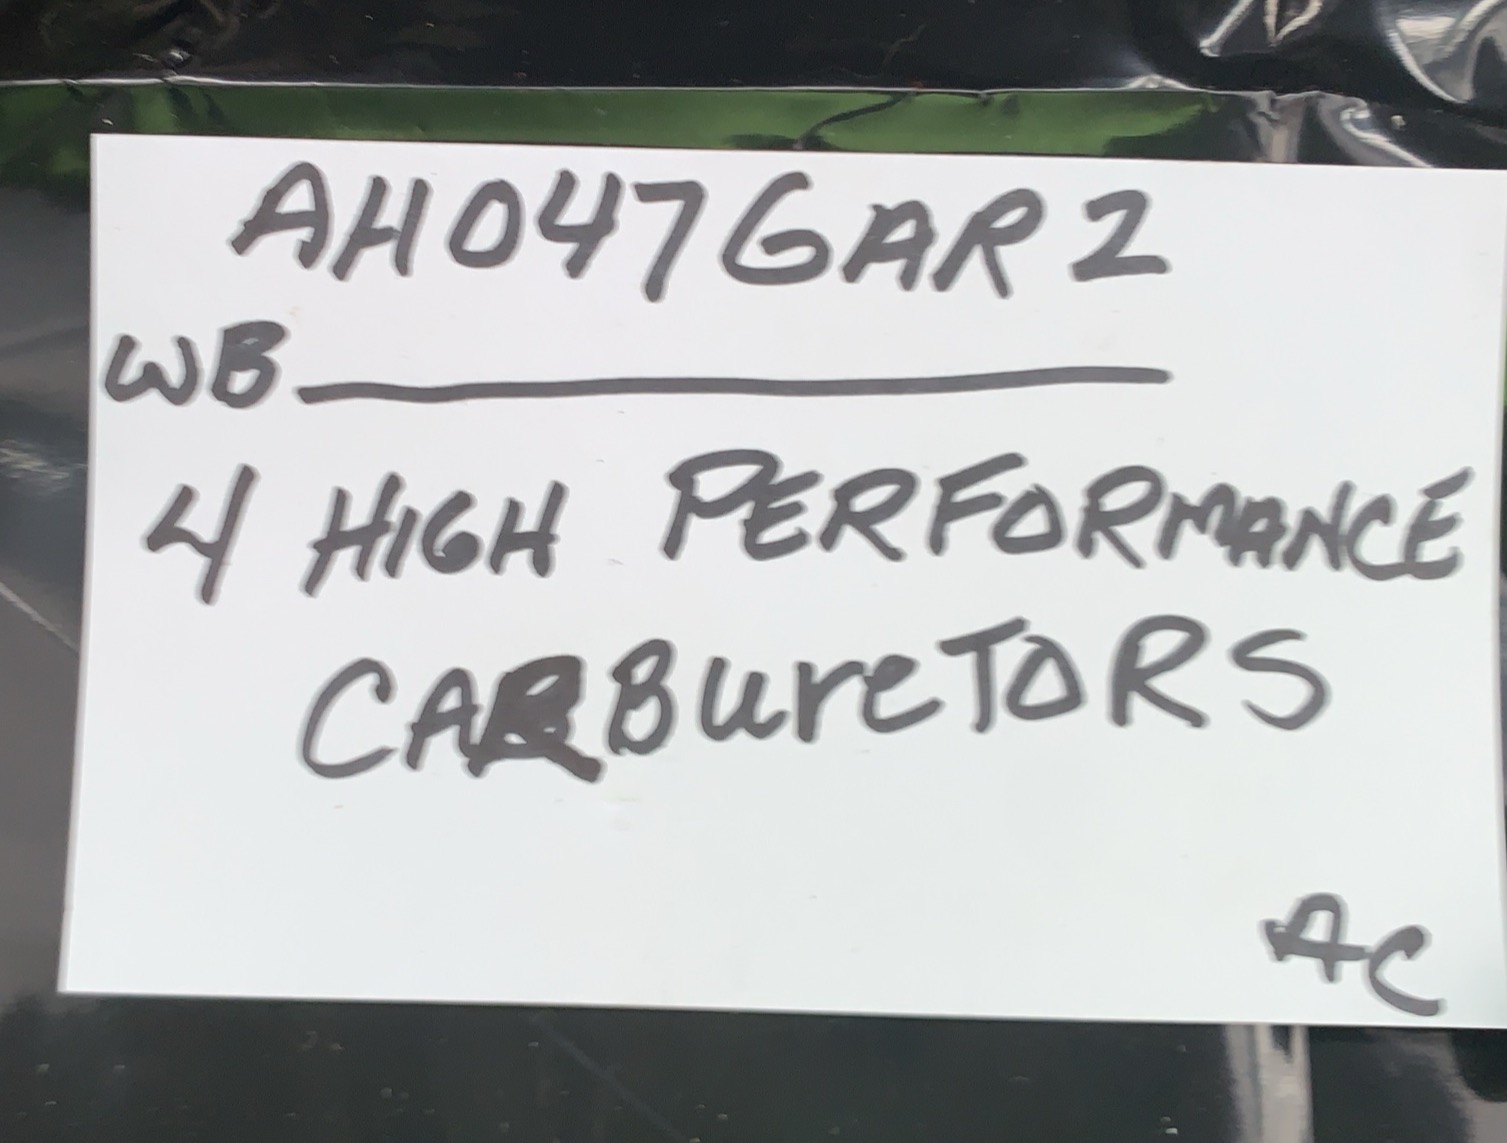 AH047GAR2
WB
4 HIGH PERFORMANCE
CARBureTORS
AC